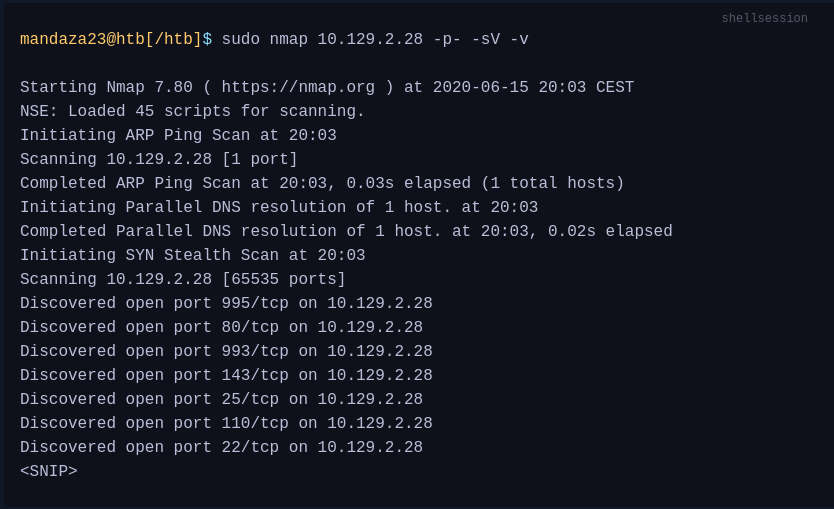 shellsession
mandaza23@htb[/htb]$ sudo nmap 10.129.2.28 -p- -sV -v
Starting Nmap 7.80 ( https://nmap.org ) at 2020-06-15 20:03 CEST
NSE: Loaded 45 scripts for scanning.
Initiating ARP Ping Scan at 20:03
Scanning 10.129.2.28 [1 port]
Completed ARP Ping Scan at 20:03, 0.03s elapsed (1 total hosts)
Initiating Parallel DNS resolution of 1 host. at 20:03
Completed Parallel DNS resolution of 1 host. at 20:03, 0.02s elapsed
Initiating SYN Stealth Scan at 20:03
Scanning 10.129.2.28 [65535 ports]
Discovered open port 995/tcp on 10.129.2.28
Discovered open port 80/tcp on 10.129.2.28
Discovered open port 993/tcp on 10.129.2.28
Discovered open port 143/tcp on 10.129.2.28
Discovered open port 25/tcp on 10.129.2.28
Discovered open port 110/tcp on 10.129.2.28
Discovered open port 22/tcp on 10.129.2.28
<SNIP>